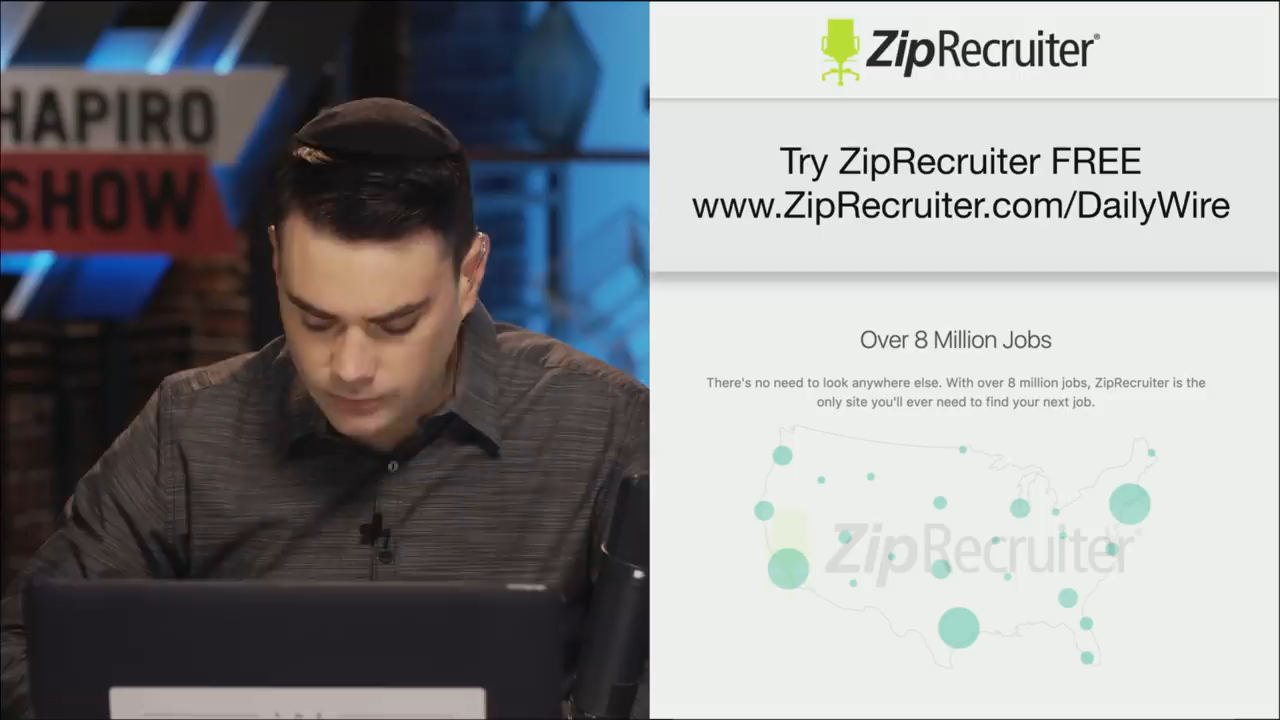 HAPIRO
SHOW
ZipRecruiter®
Try ZipRecruiter FREE
www.ZipRecruiter.com/DailyWire
Over 8 Million Jobs
There's no need to look anywhere else. With over 8 million jobs, ZipRecruiter is the
only site you'll ever need to find your next job.
ZipRecruiter